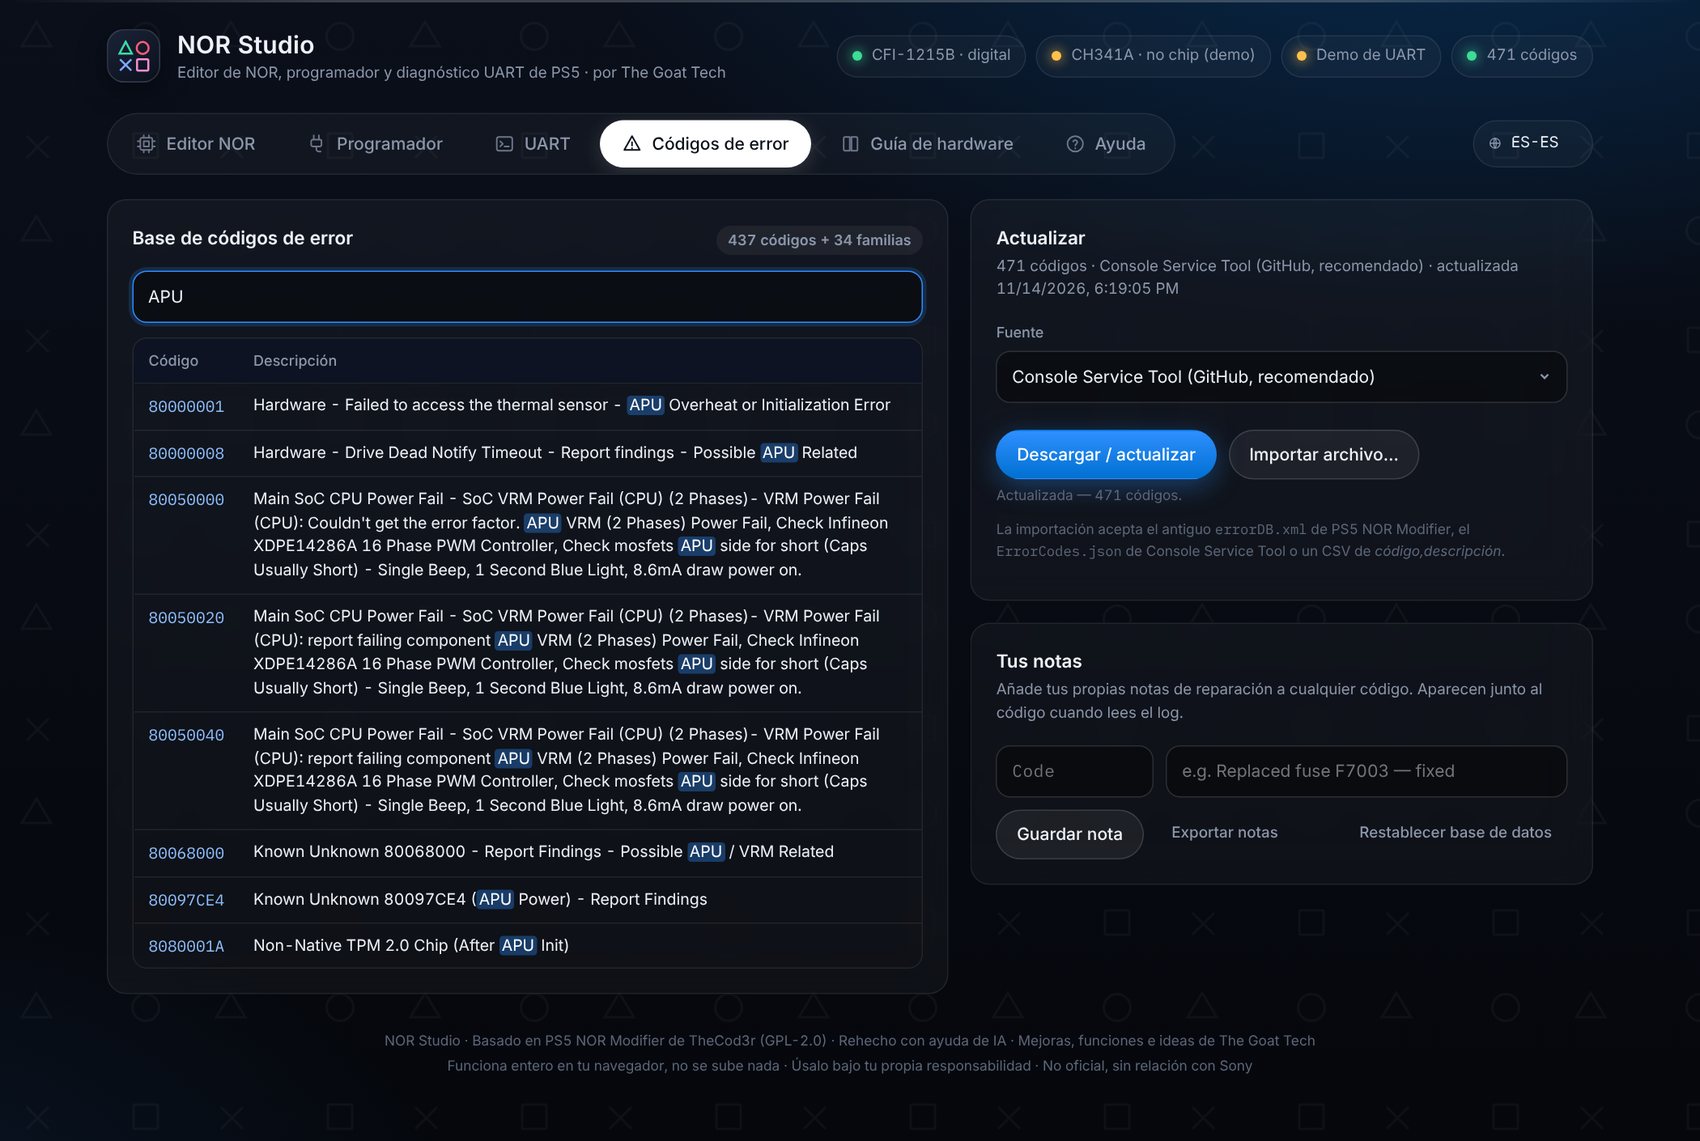 NOR Studio
Editor de NOR, programador y diagnóstico UART de PS5 · por The Goat Tech
CFI-1215B · digital
CH341A · no chip (demo)
Demo de UART
471 códigos
Editor NOR
Programador
UART
Códigos de error
Guía de hardware
Ayuda
ES-ES
Base de códigos de error
437 códigos + 34 familias
APU
Código Descripción
80000001 Hardware - Failed to access the thermal sensor - APU Overheat or Initialization Error
80000008 Hardware - Drive Dead Notify Timeout - Report findings - Possible APU Related
80050000 Main SoC CPU Power Fail - SoC VRM Power Fail (CPU) (2 Phases)- VRM Power Fail
(CPU): Couldn't get the error factor. APU VRM (2 Phases) Power Fail, Check Infineon
XDPE14286A 16 Phase PWM Controller, Check mosfets APU side for short (Caps
Usually Short) - Single Beep, 1 Second Blue Light, 8.6mA draw power on.
80050020 Main SoC CPU Power Fail - SoC VRM Power Fail (CPU) (2 Phases)- VRM Power Fail
(CPU): report failing component APU VRM (2 Phases) Power Fail, Check Infineon
XDPE14286A 16 Phase PWM Controller, Check mosfets APU side for short (Caps
Usually Short) - Single Beep, 1 Second Blue Light, 8.6mA draw power on.
80050040 Main SoC CPU Power Fail - SoC VRM Power Fail (CPU) (2 Phases)- VRM Power Fail
(CPU): report failing component APU VRM (2 Phases) Power Fail, Check Infineon
XDPE14286A 16 Phase PWM Controller, Check mosfets APU side for short (Caps
Usually Short) - Single Beep, 1 Second Blue Light, 8.6mA draw power on.
80068000 Known Unknown 80068000 - Report Findings - Possible APU / VRM Related
80097CE4 Known Unknown 80097CE4 (APU Power) - Report Findings
8080001A Non-Native TPM 2.0 Chip (After APU Init)
Actualizar
471 códigos · Console Service Tool (GitHub, recomendado) · actualizada
11/14/2026, 6:19:05 PM
Fuente
Console Service Tool (GitHub, recomendado)
Descargar / actualizar
Importar archivo...
Actualizada — 471 códigos.
La importación acepta el antiguo errorDB.xml de PS5 NOR Modifier, el
ErrorCodes.json de Console Service Tool o un CSV de código,descripción.
Tus notas
Añade tus propias notas de reparación a cualquier código. Aparecen junto al
código cuando lees el log.
Code
e.g. Replaced fuse F7003 — fixed
Guardar nota
Exportar notas
Restablecer base de datos
NOR Studio · Basado en PS5 NOR Modifier de TheCod3r (GPL-2.0) · Rehecho con ayuda de IA · Mejoras, funciones e ideas de The Goat Tech
Funciona entero en tu navegador, no se sube nada · Úsalo bajo tu propia responsabilidad · No oficial, sin relación con Sony